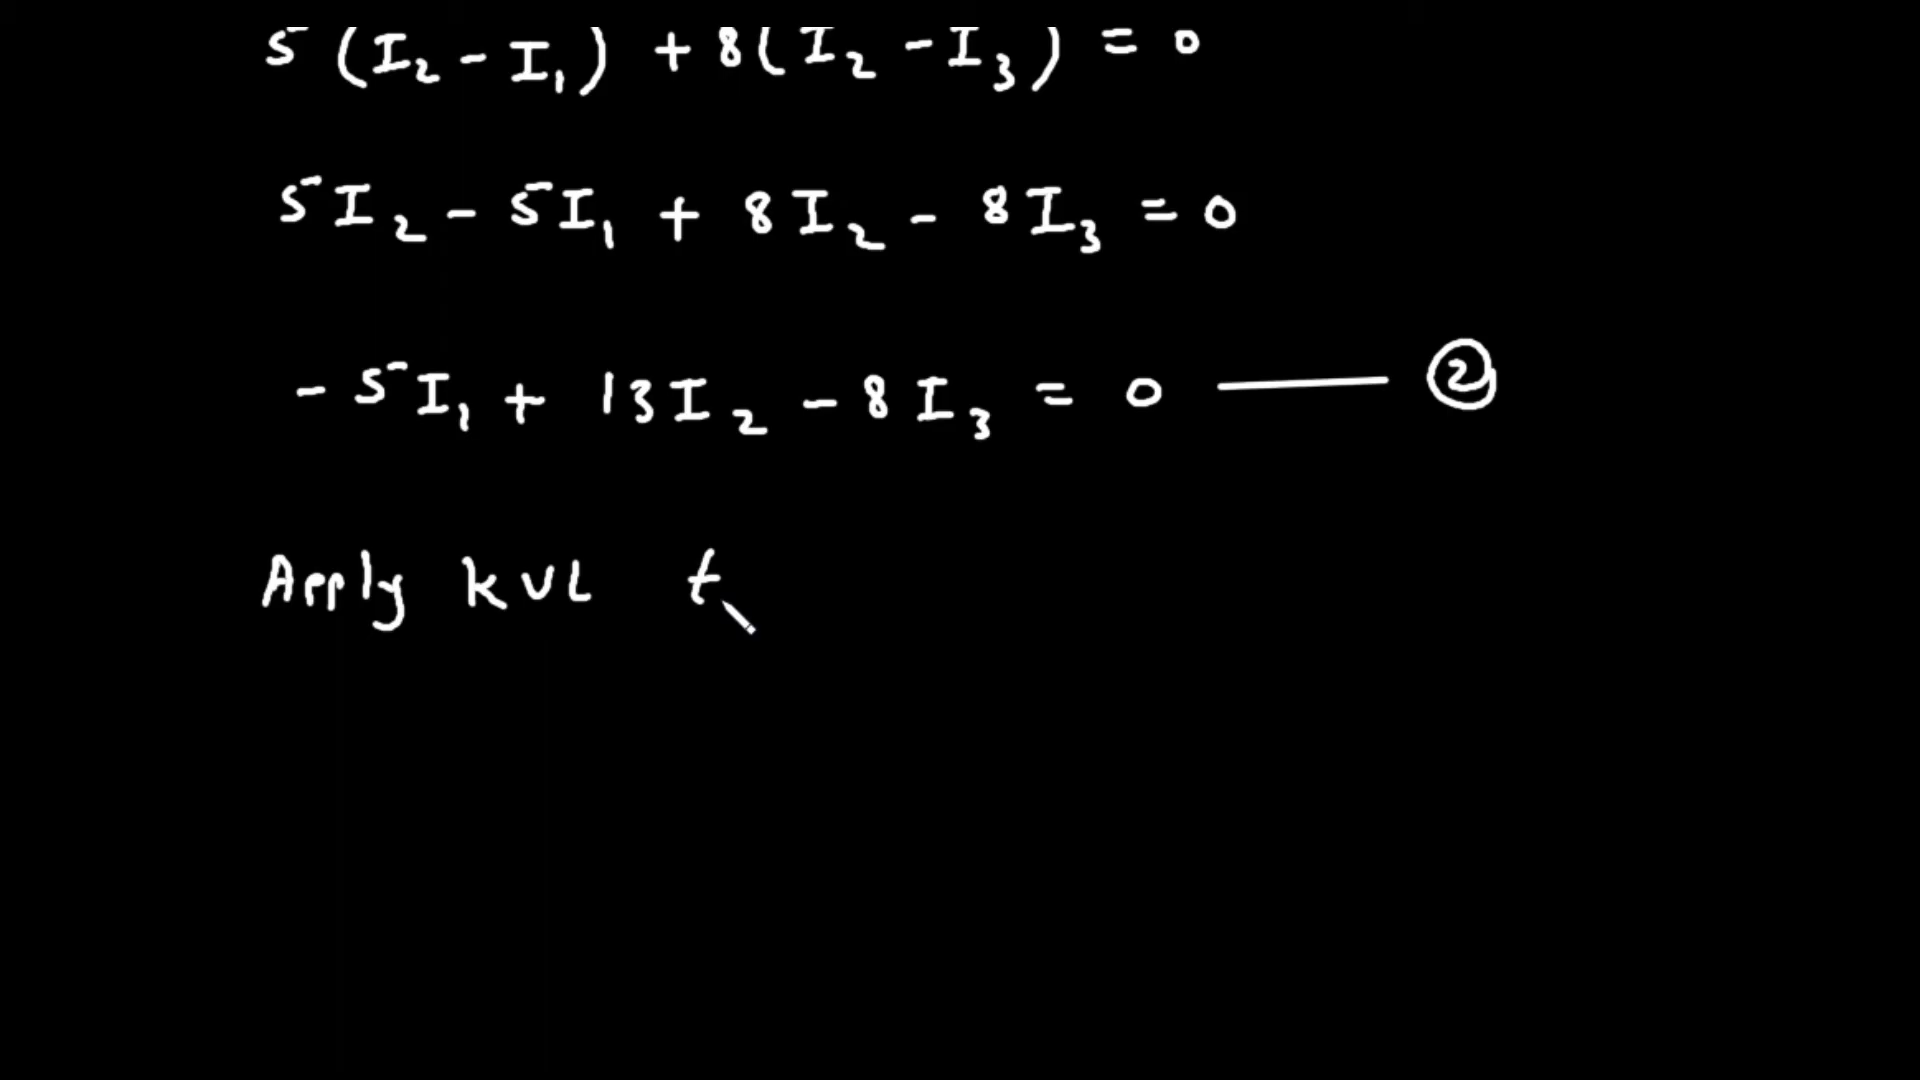 5 (I₂ - I₁) + 8(I₂ - I₃) = 0
5I₂ - 5I₁ + 8I₂ - 8I₃ = 0
- 5I₁ + 13I₂ - 8I₃ = 0 —— ②
Apply KVL t